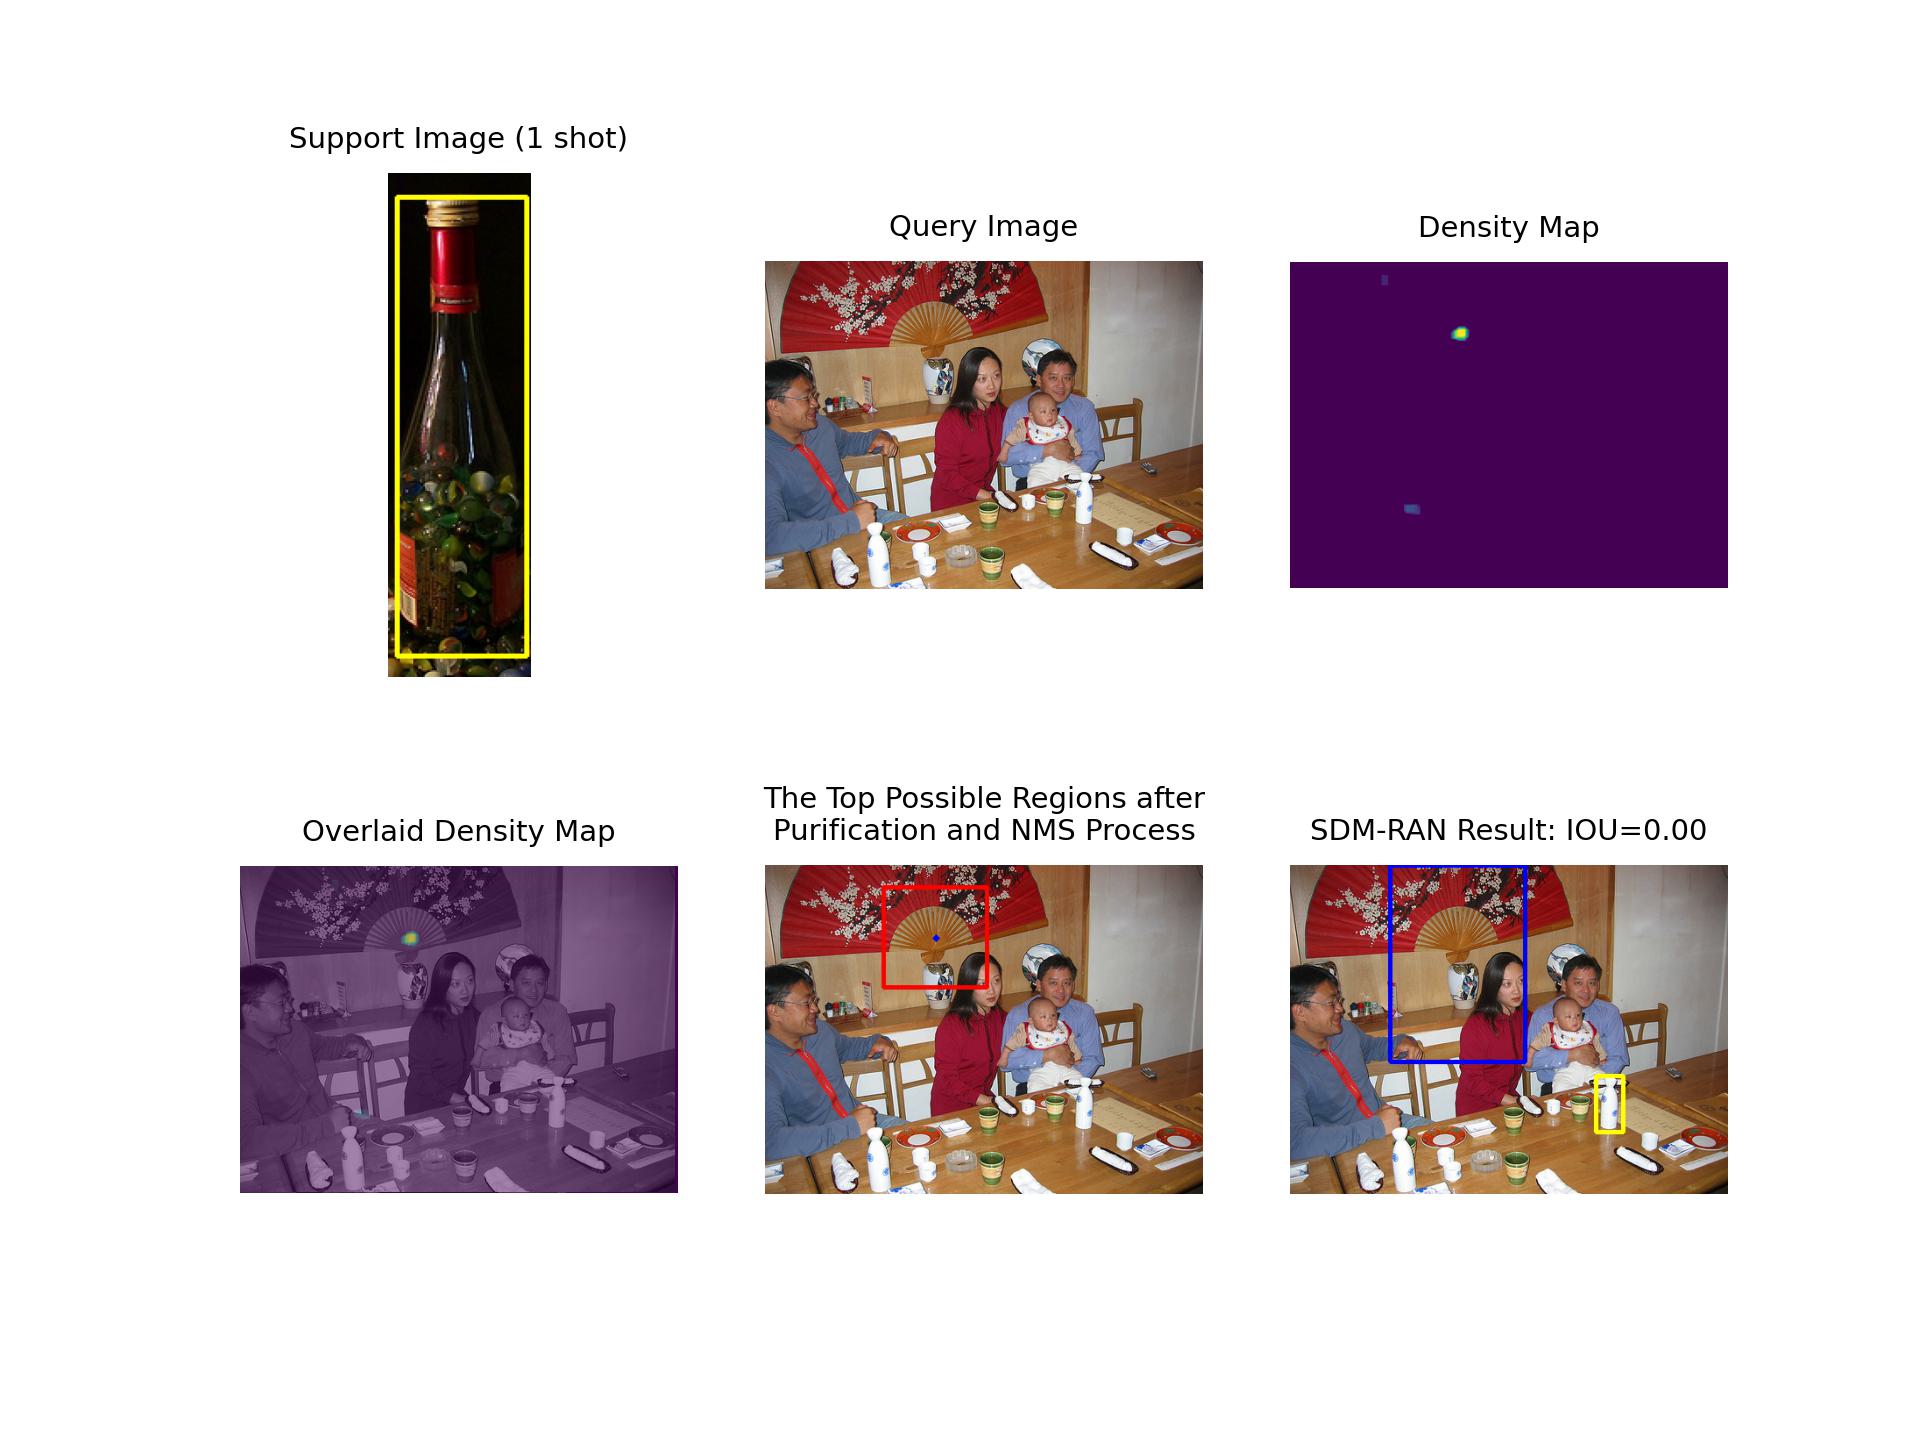 Support Image (1 shot)
Query Image
Density Map
Overlaid Density Map
The Top Possible Regions after
Purification and NMS Process
SDM-RAN Result: IOU=0.00